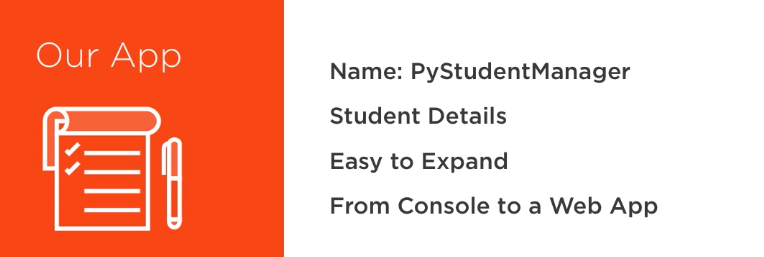 Our App
Name: PyStudentManager
Student Details
Easy to Expand
From Console to a Web App